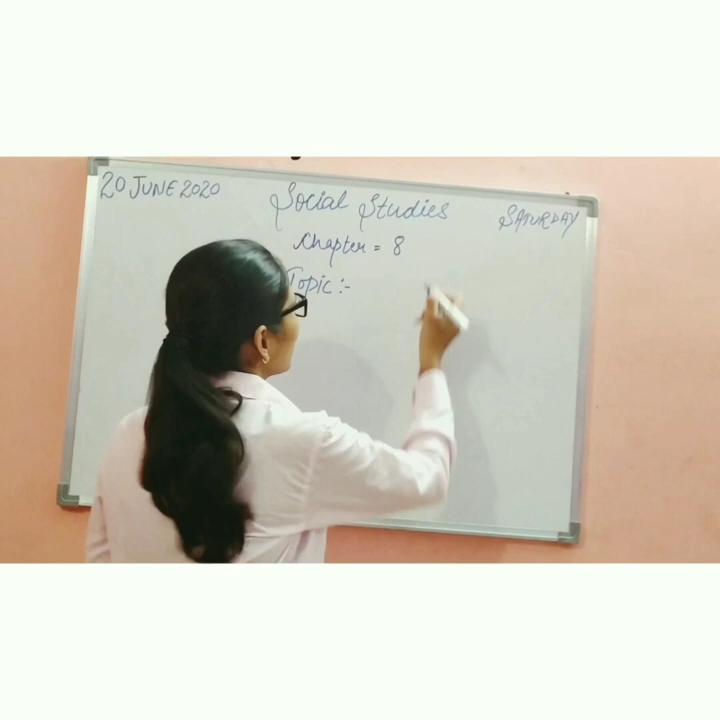 20 JUNE 2020
Social Studies
SATURDAY
Chapter = 8
Topic :-